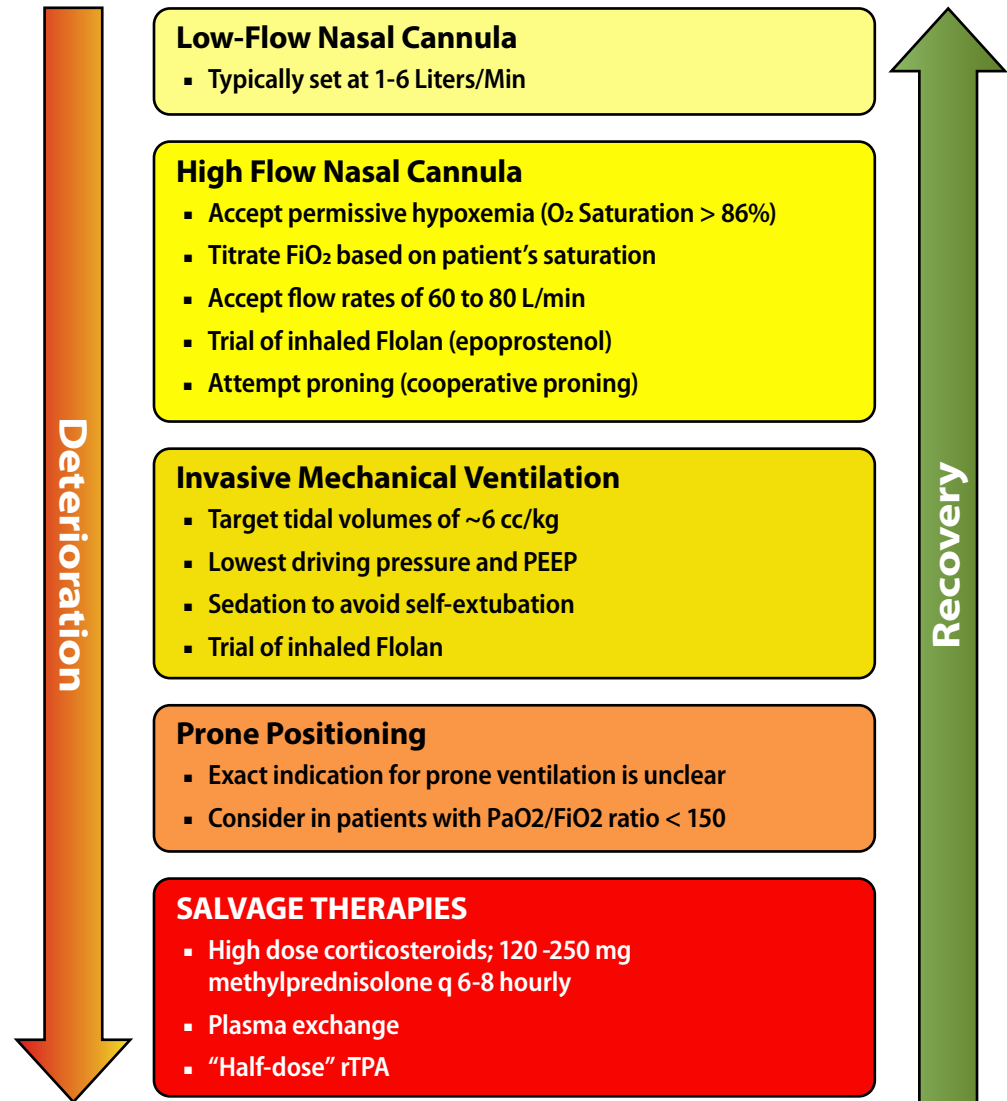 Low-Flow Nasal Cannula
▪ Typically set at 1-6 Liters/Min
High Flow Nasal Cannula
▪ Accept permissive hypoxemia (O₂ Saturation > 86%)
▪ Titrate FiO₂ based on patient’s saturation
▪ Accept flow rates of 60 to 80 L/min
▪ Trial of inhaled Flolan (epoprostenol)
▪ Attempt proning (cooperative proning)
Deterioration
Invasive Mechanical Ventilation
▪ Target tidal volumes of ~6 cc/kg
▪ Lowest driving pressure and PEEP
▪ Sedation to avoid self-extubation
▪ Trial of inhaled Flolan
Recovery
Prone Positioning
▪ Exact indication for prone ventilation is unclear
▪ Consider in patients with PaO2/FiO2 ratio < 150
SALVAGE THERAPIES
▪ High dose corticosteroids; 120 -250 mg
methylprednisolone q 6-8 hourly
▪ Plasma exchange
▪ “Half-dose” rTPA